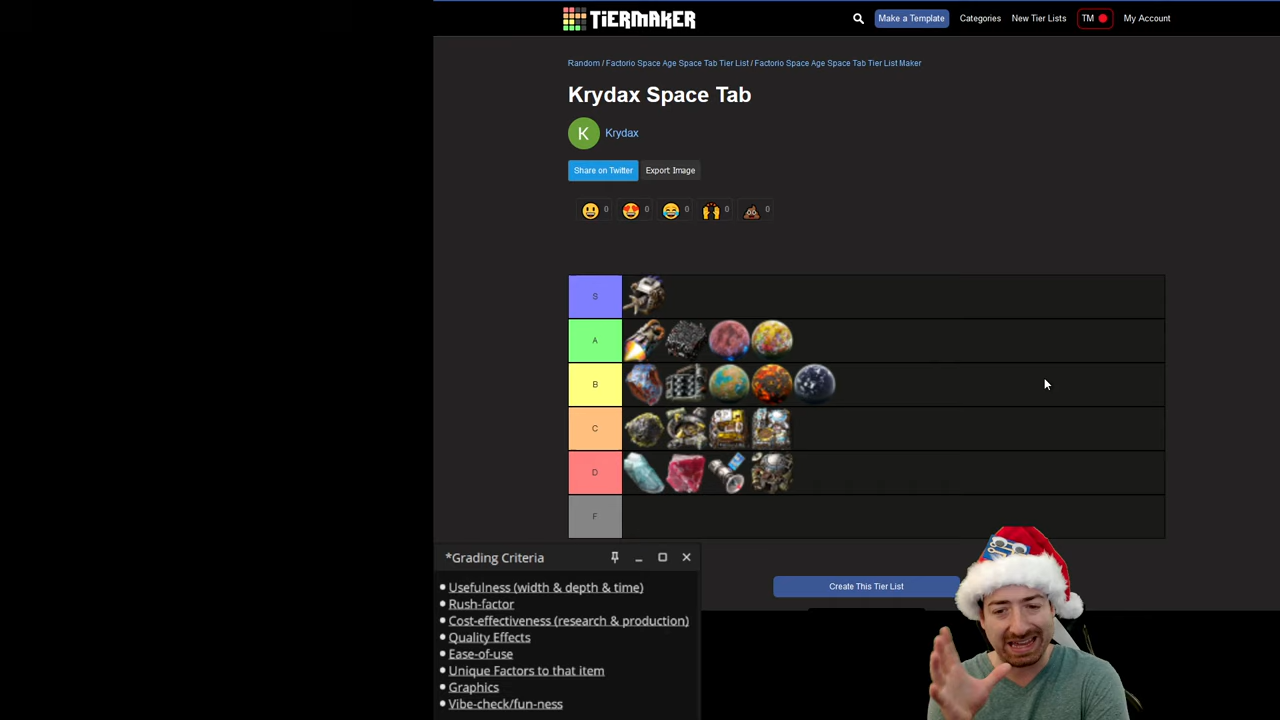 TiERMAKER
Make a Template
Categories
New Tier Lists
TM
My Account
Random / Factorio Space Age Space Tab Tier List / Factorio Space Age Space Tab Tier List Maker
Krydax Space Tab
K
Krydax
Share on Twitter
Export Image
0
0
0
0
0
S
A
B
C
D
F
Create This Tier List
*Grading Criteria
Usefulness (width & depth & time)
Rush-factor
Cost-effectiveness (research & production)
Quality Effects
Ease-of-use
Unique Factors to that item
Graphics
Vibe-check/fun-ness